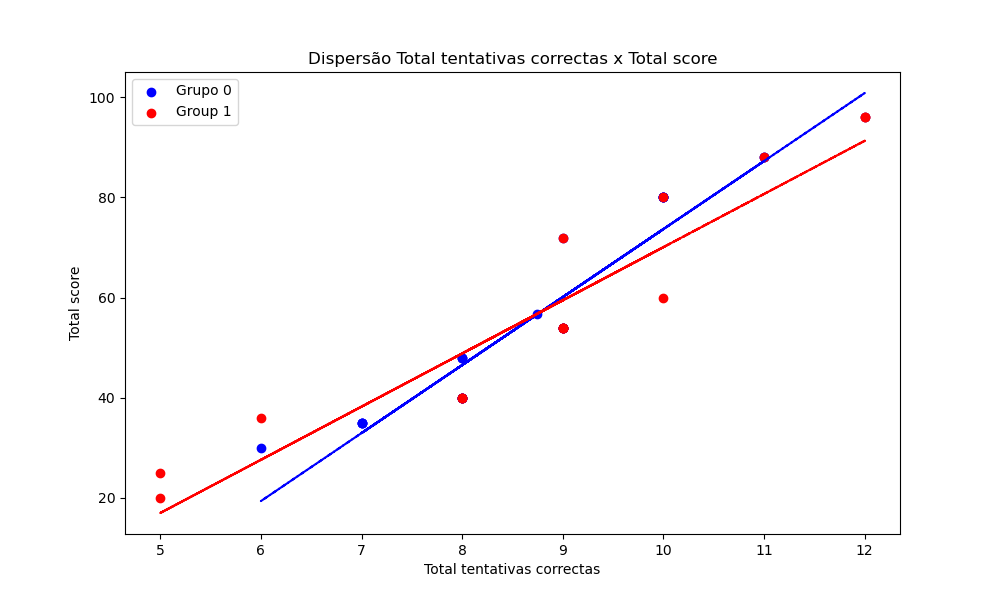 Dispersão Total tentativas correctas x Total score
Grupo 0
Group 1
100
80
60
40
20
Total score
5 6 7 8 9 10 11 12
Total tentativas correctas